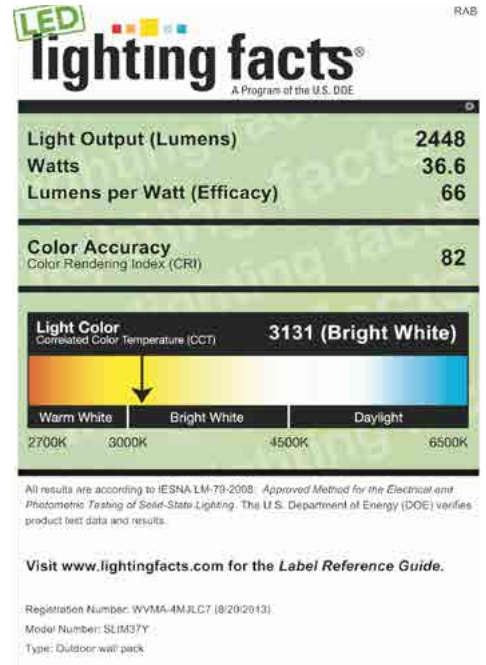 RAB
LED
lighting facts®
A Program of the U.S. DOE
Light Output (Lumens) 2448
Watts 36.6
Lumens per Watt (Efficacy) 66
Color Accuracy
Color Rendering Index (CRI) 82
Light Color
Correlated Color Temperature (CCT) 3131 (Bright White)
Warm White Bright White Daylight
2700K 3000K 4500K 6500K
All results are according to IESNA LM-79-2008: Approved Method for the Electrical and
Photometric Testing of Solid-State Lighting. The U.S. Department of Energy (DOE) verifies
product test data and results.
Visit www.lightingfacts.com for the Label Reference Guide.
Registration Number: WVMA-4MJLC7 (8/20/2013)
Model Number: SLIM37Y
Type: Outdoor wall pack